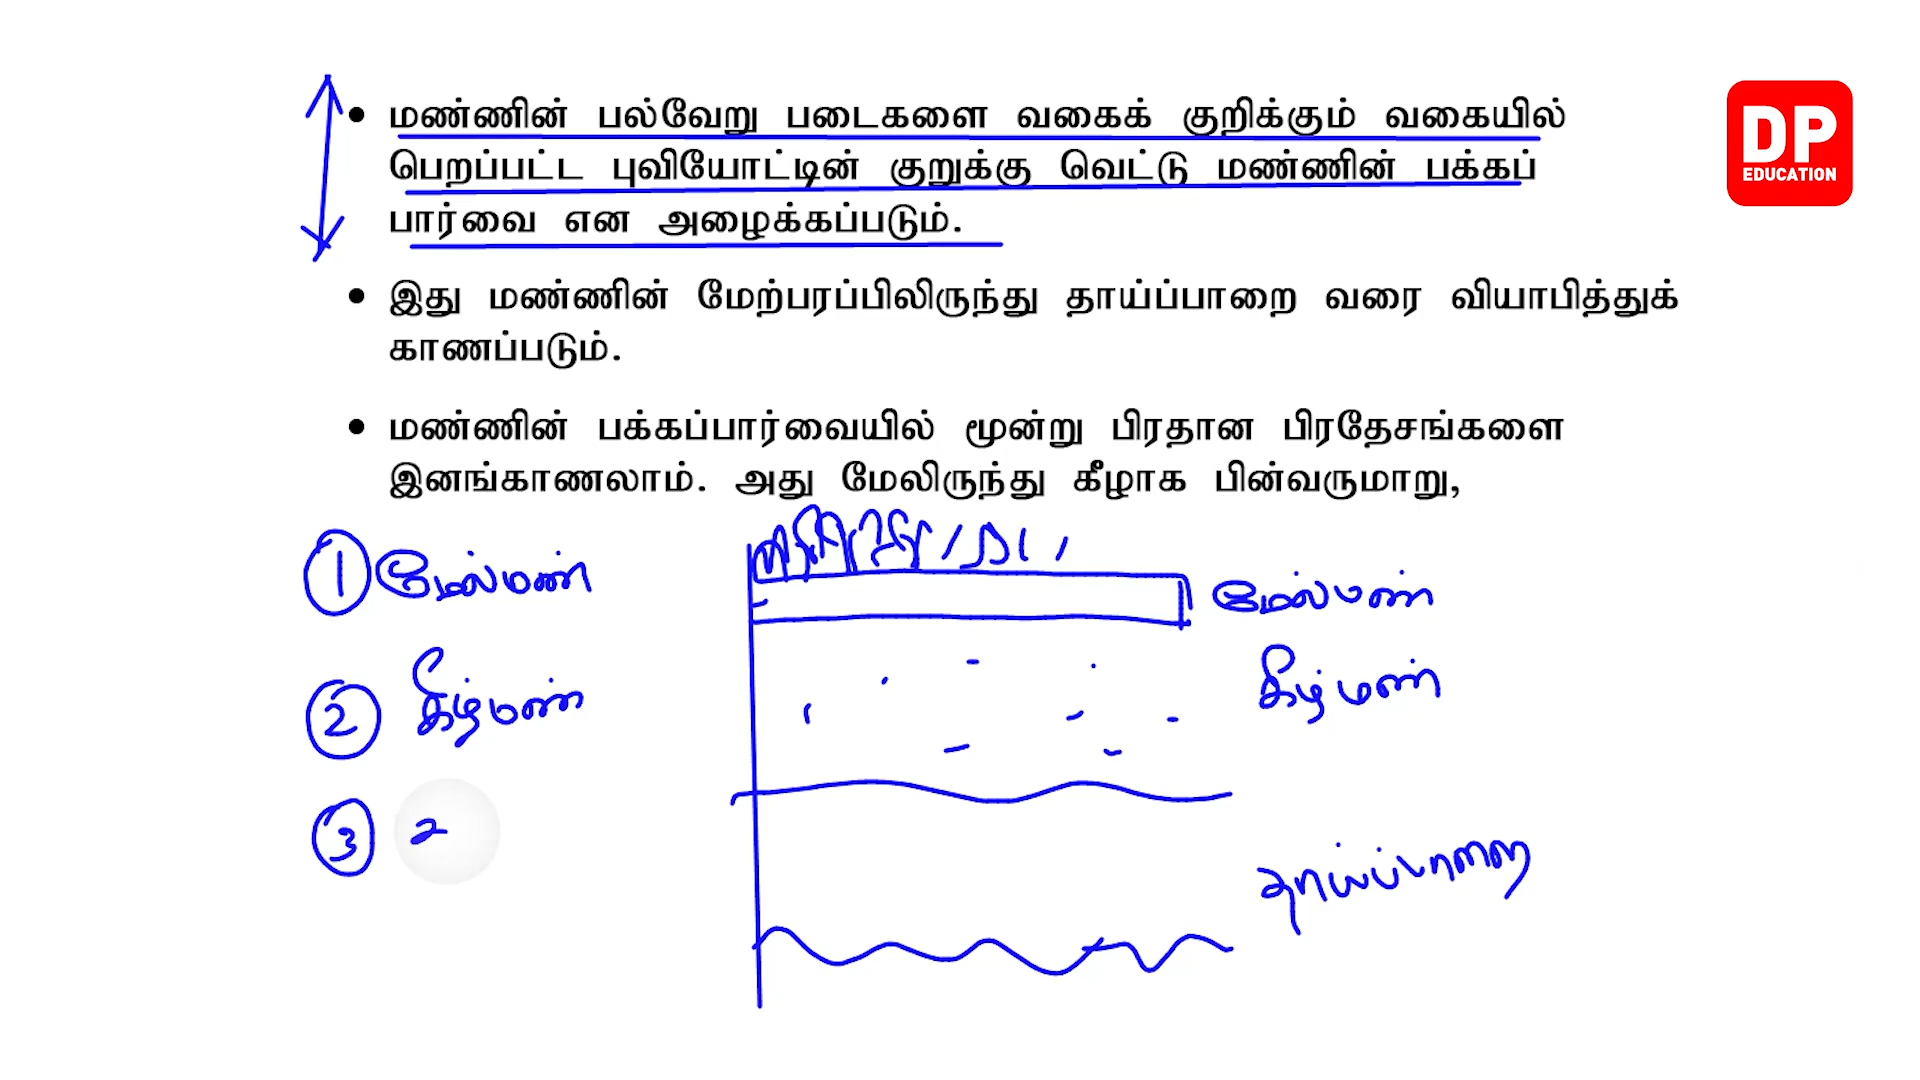 DP
EDUCATION
• மண்ணின் பல்வேறு படைகளை வகைக் குறிக்கும் வகையில்
பெறப்பட்ட புவியோட்டின் குறுக்கு வெட்டு மண்ணின் பக்கப்
பார்வை என அழைக்கப்படும்.
• இது மண்ணின் மேற்பரப்பிலிருந்து தாய்ப்பாறை வரை வியாபித்துக்
காணப்படும்.
• மண்ணின் பக்கப்பார்வையில் மூன்று பிரதான பிரதேசங்களை
இனங்காணலாம். அது மேலிருந்து கீழாக பின்வருமாறு,
1 மேல்மண்
மேல்மண்
2 கீழ்மண்
கீழ்மண்
3
தாய்ப்பாறை